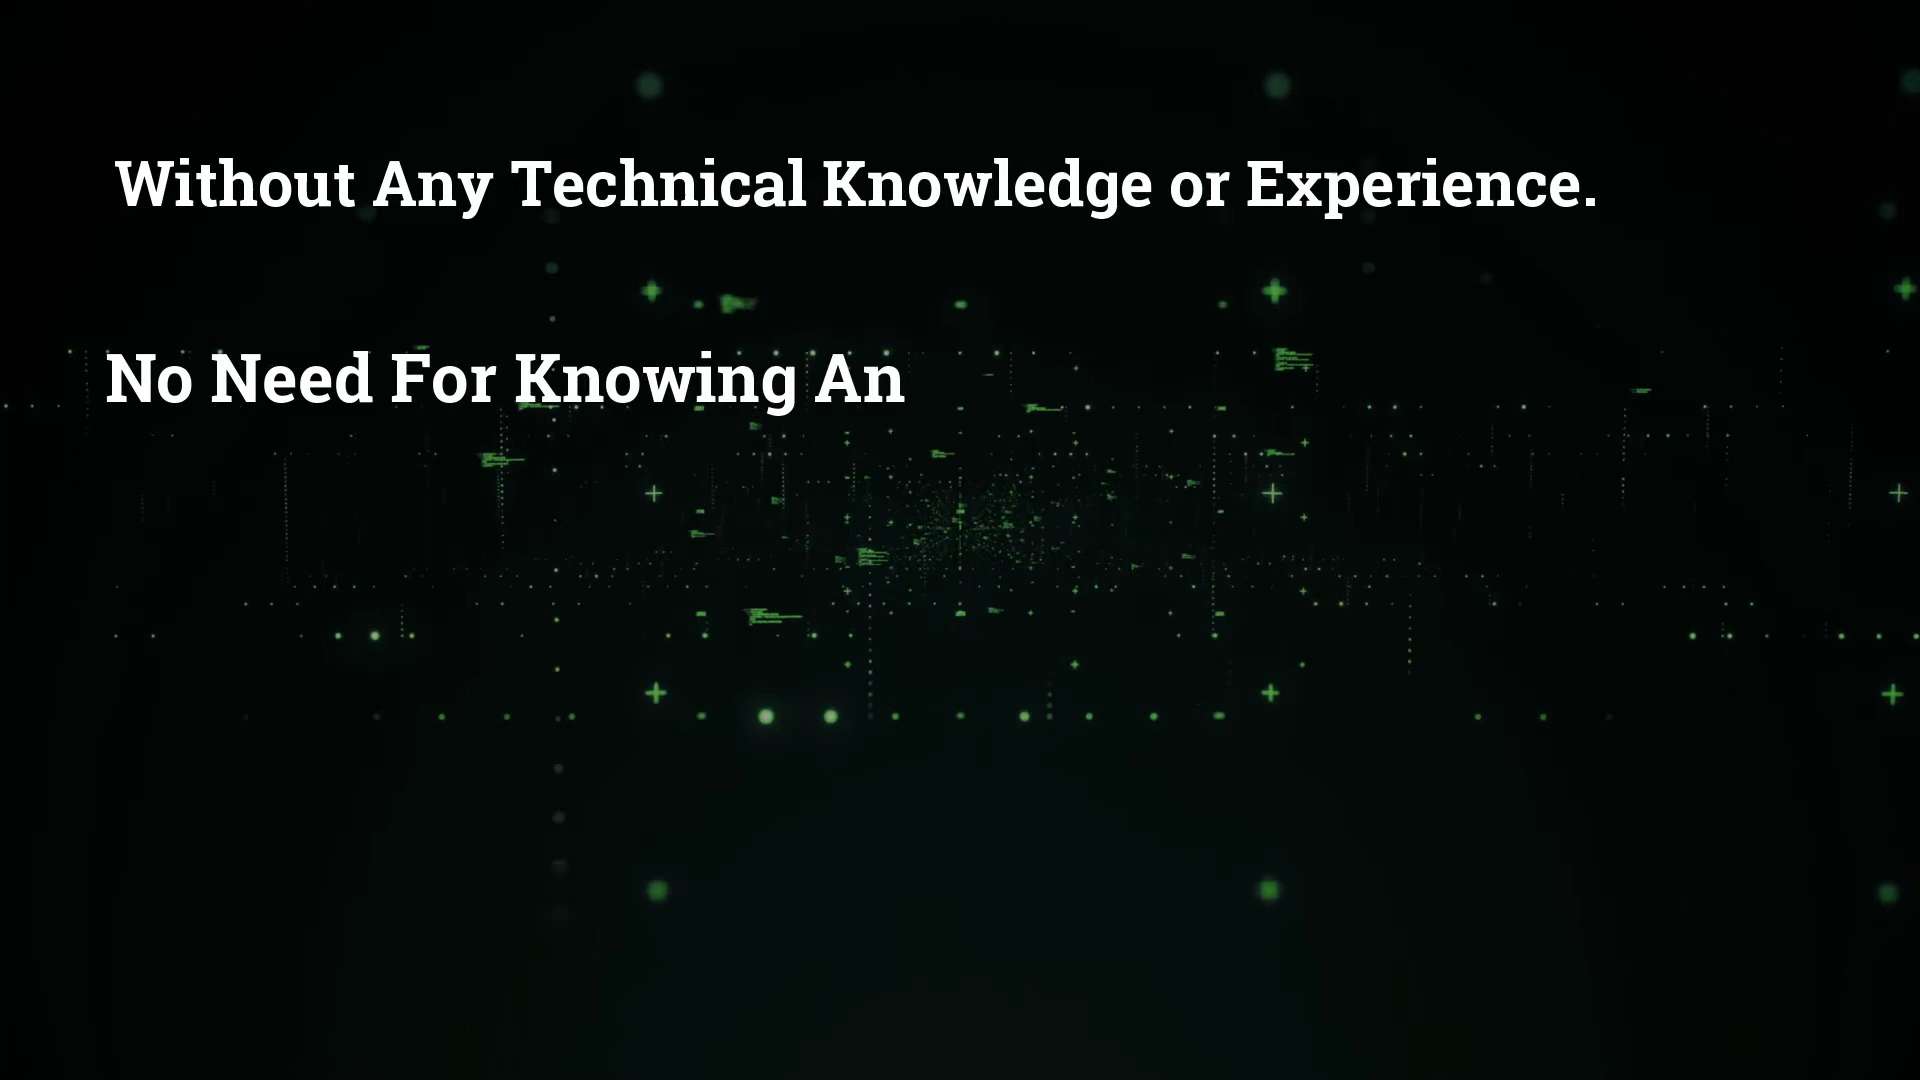 Without Any Technical Knowledge or Experience.
No Need For Knowing An